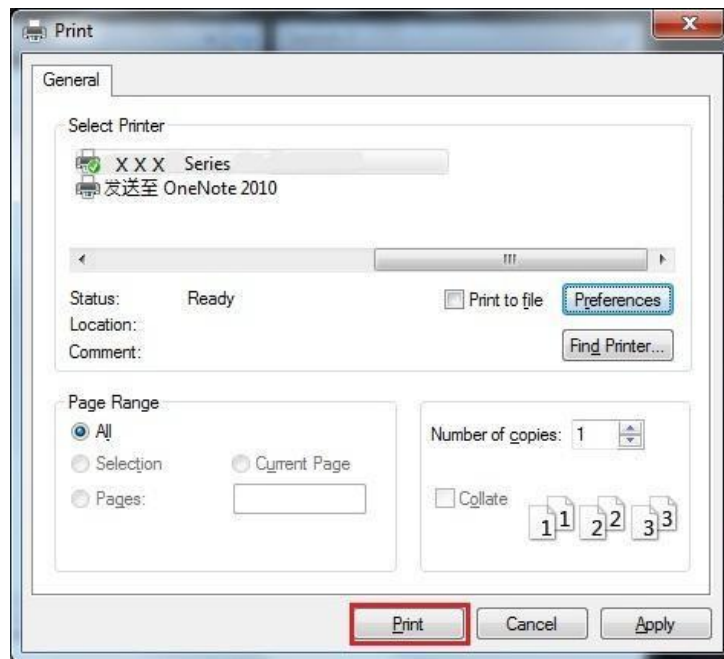 Print
General
Select Printer
X X X Series
发送至 OneNote 2010
Status: Ready
Print to file
Preferences
Location:
Comment:
Find Printer...
Page Range
All
Selection
Current Page
Pages:
Number of copies: 1
Collate
1 1 2 2 3 3
Print
Cancel
Apply